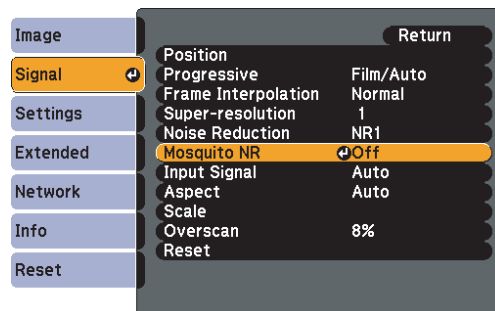 Image
Signal
Settings
Extended
Network
Info
Reset
Return
Position
Progressive Film/Auto
Frame Interpolation Normal
Super-resolution 1
Noise Reduction NR1
Mosquito NR Off
Input Signal Auto
Aspect Auto
Scale
Overscan 8%
Reset